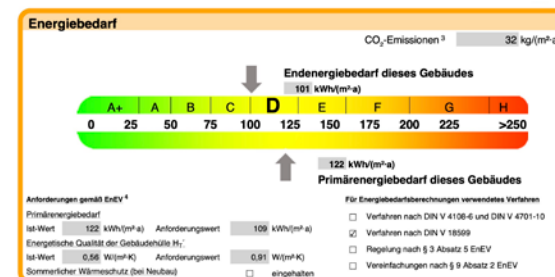 Energiebedarf
CO₂-Emissionen ³ 32 kg/(m²·a
Endenergiebedarf dieses Gebäudes
101 kWh/(m²·a)
A+ A B C D E F G H
0 25 50 75 100 125 150 175 200 225 >250
122 kWh/(m²·a)
Primärenergiebedarf dieses Gebäudes
Anforderungen gemäß EnEV ⁴
Für Energiebedarfsberechnungen verwendetes Verfahren
Primärenergiebedarf
☐ Verfahren nach DIN V 4108-6 und DIN V 4701-10
Ist-Wert 122 kWh/(m²·a) Anforderungswert 109 kWh/(m²·a)
☑ Verfahren nach DIN V 18599
Energetische Qualität der Gebäudehülle H_T'
☐ Regelung nach § 3 Absatz 5 EnEV
Ist-Wert 0,56 W/(m²·K) Anforderungswert 0,91 W/(m²·K)
☐ Vereinfachungen nach § 9 Absatz 2 EnEV
Sommerlicher Wärmeschutz (bei Neubau) ☐ eingehalten